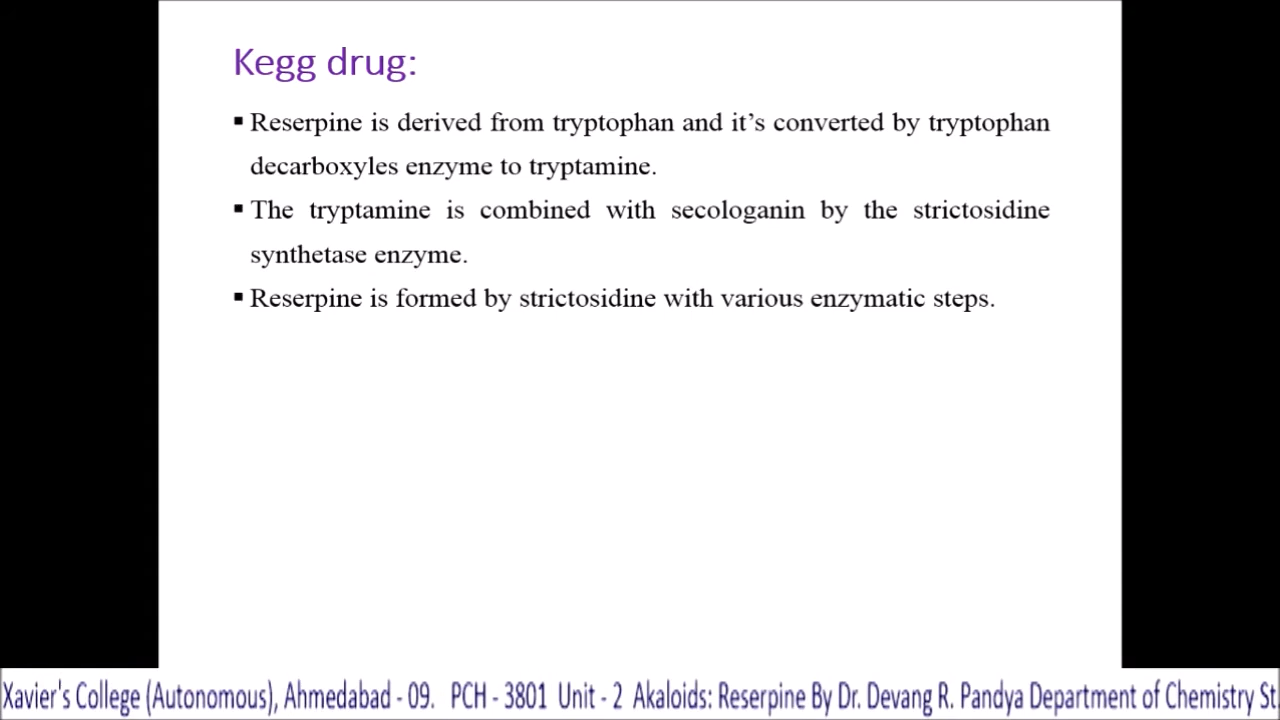 Kegg drug:
▪ Reserpine is derived from tryptophan and it’s converted by tryptophan
decarboxyles enzyme to tryptamine.
▪ The tryptamine is combined with secologanin by the strictosidine
synthetase enzyme.
▪ Reserpine is formed by strictosidine with various enzymatic steps.
Xavier's College (Autonomous), Ahmedabad - 09. PCH - 3801 Unit - 2 Akaloids: Reserpine By Dr. Devang R. Pandya Department of Chemistry St